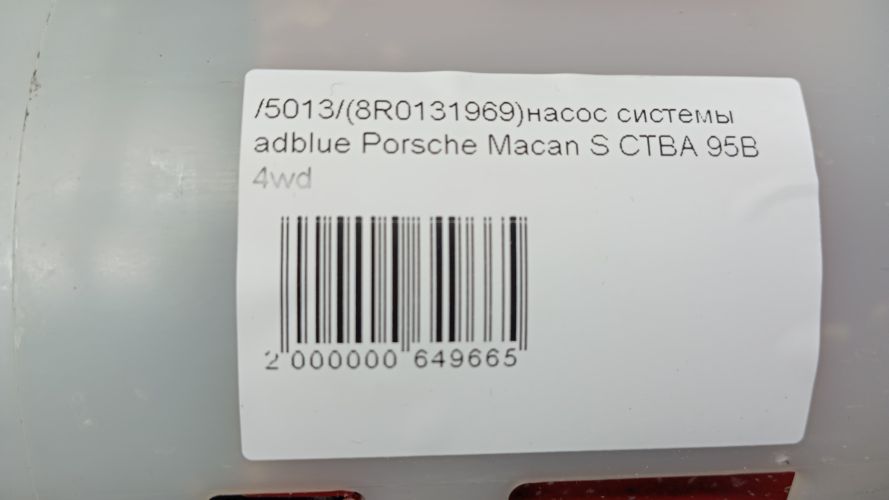 /5013/(8R0131969)насос системы
adblue Porsche Macan S CTBA 95B
4wd
2 000000 649665